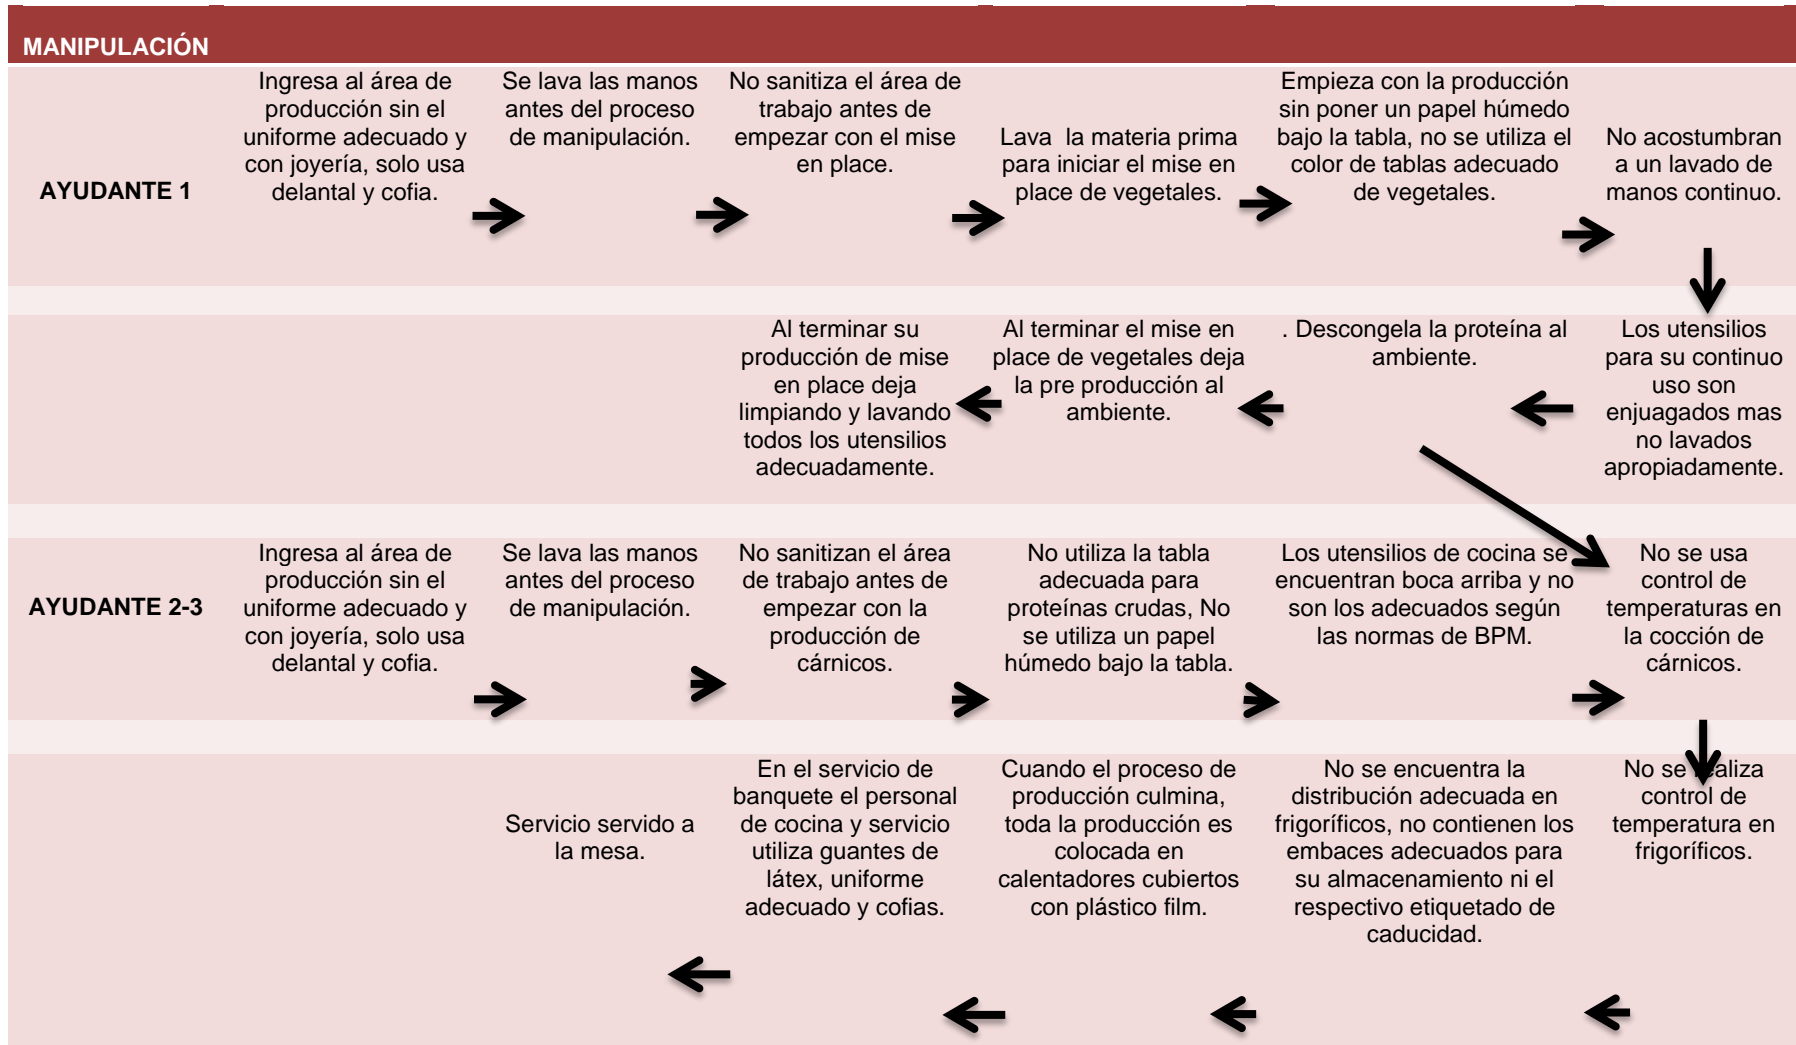 MANIPULACIÓN
AYUDANTE 1
Ingresa al área de
producción sin el
uniforme adecuado y
con joyería, solo usa
delantal y cofia.
Se lava las manos
antes del proceso
de manipulación.
No sanitiza el área de
trabajo antes de
empezar con el mise
en place.
Lava  la materia prima
para iniciar el mise en
place de vegetales.
Empieza con la producción
sin poner un papel húmedo
bajo la tabla, no se utiliza el
color de tablas adecuado
de vegetales.
No acostumbran
a un lavado de
manos continuo.
Los utensilios
para su continuo
uso son
enjuagados mas
no lavados
apropiadamente.
. Descongela la proteína al
ambiente.
Al terminar el mise en
place de vegetales deja
la pre producción al
ambiente.
Al terminar su
producción de mise
en place deja
limpiando y lavando
todos los utensilios
adecuadamente.
AYUDANTE 2-3
Ingresa al área de
producción sin el
uniforme adecuado y
con joyería, solo usa
delantal y cofia.
Se lava las manos
antes del proceso
de manipulación.
No sanitizan el área
de trabajo antes de
empezar con la
producción de
cárnicos.
No utiliza la tabla
adecuada para
proteínas crudas, No
se utiliza un papel
húmedo bajo la tabla.
Los utensilios de cocina se
encuentran boca arriba y no
son los adecuados según
las normas de BPM.
No se usa
control de
temperaturas en
la cocción de
cárnicos.
No se realiza
control de
temperatura en
frigoríficos.
No se encuentra la
distribución adecuada en
frigoríficos, no contienen los
embaces adecuados para
su almacenamiento ni el
respectivo etiquetado de
caducidad.
Cuando el proceso de
producción culmina,
toda la producción es
colocada en
calentadores cubiertos
con plástico film.
En el servicio de
banquete el personal
de cocina y servicio
utiliza guantes de
látex, uniforme
adecuado y cofias.
Servicio servido a
la mesa.